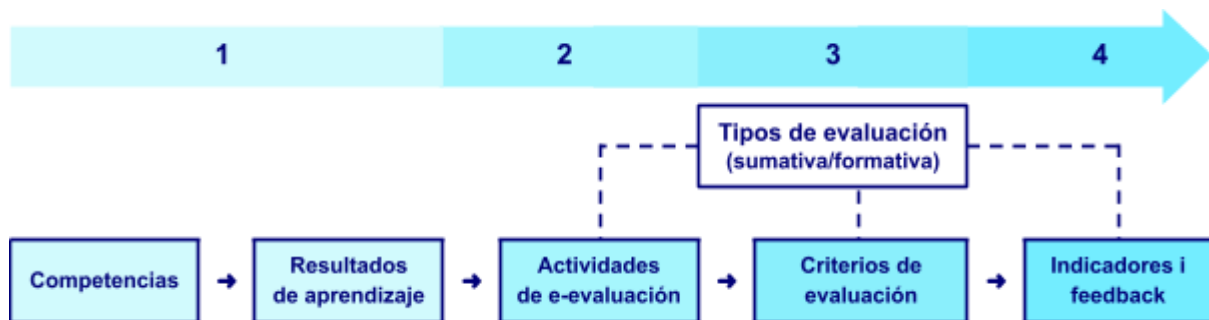 1 2 3 4
Tipos de evaluación
(sumativa/formativa)
Competencias
Resultados
de aprendizaje
Actividades
de e-evaluación
Criterios de
evaluación
Indicadores i
feedback